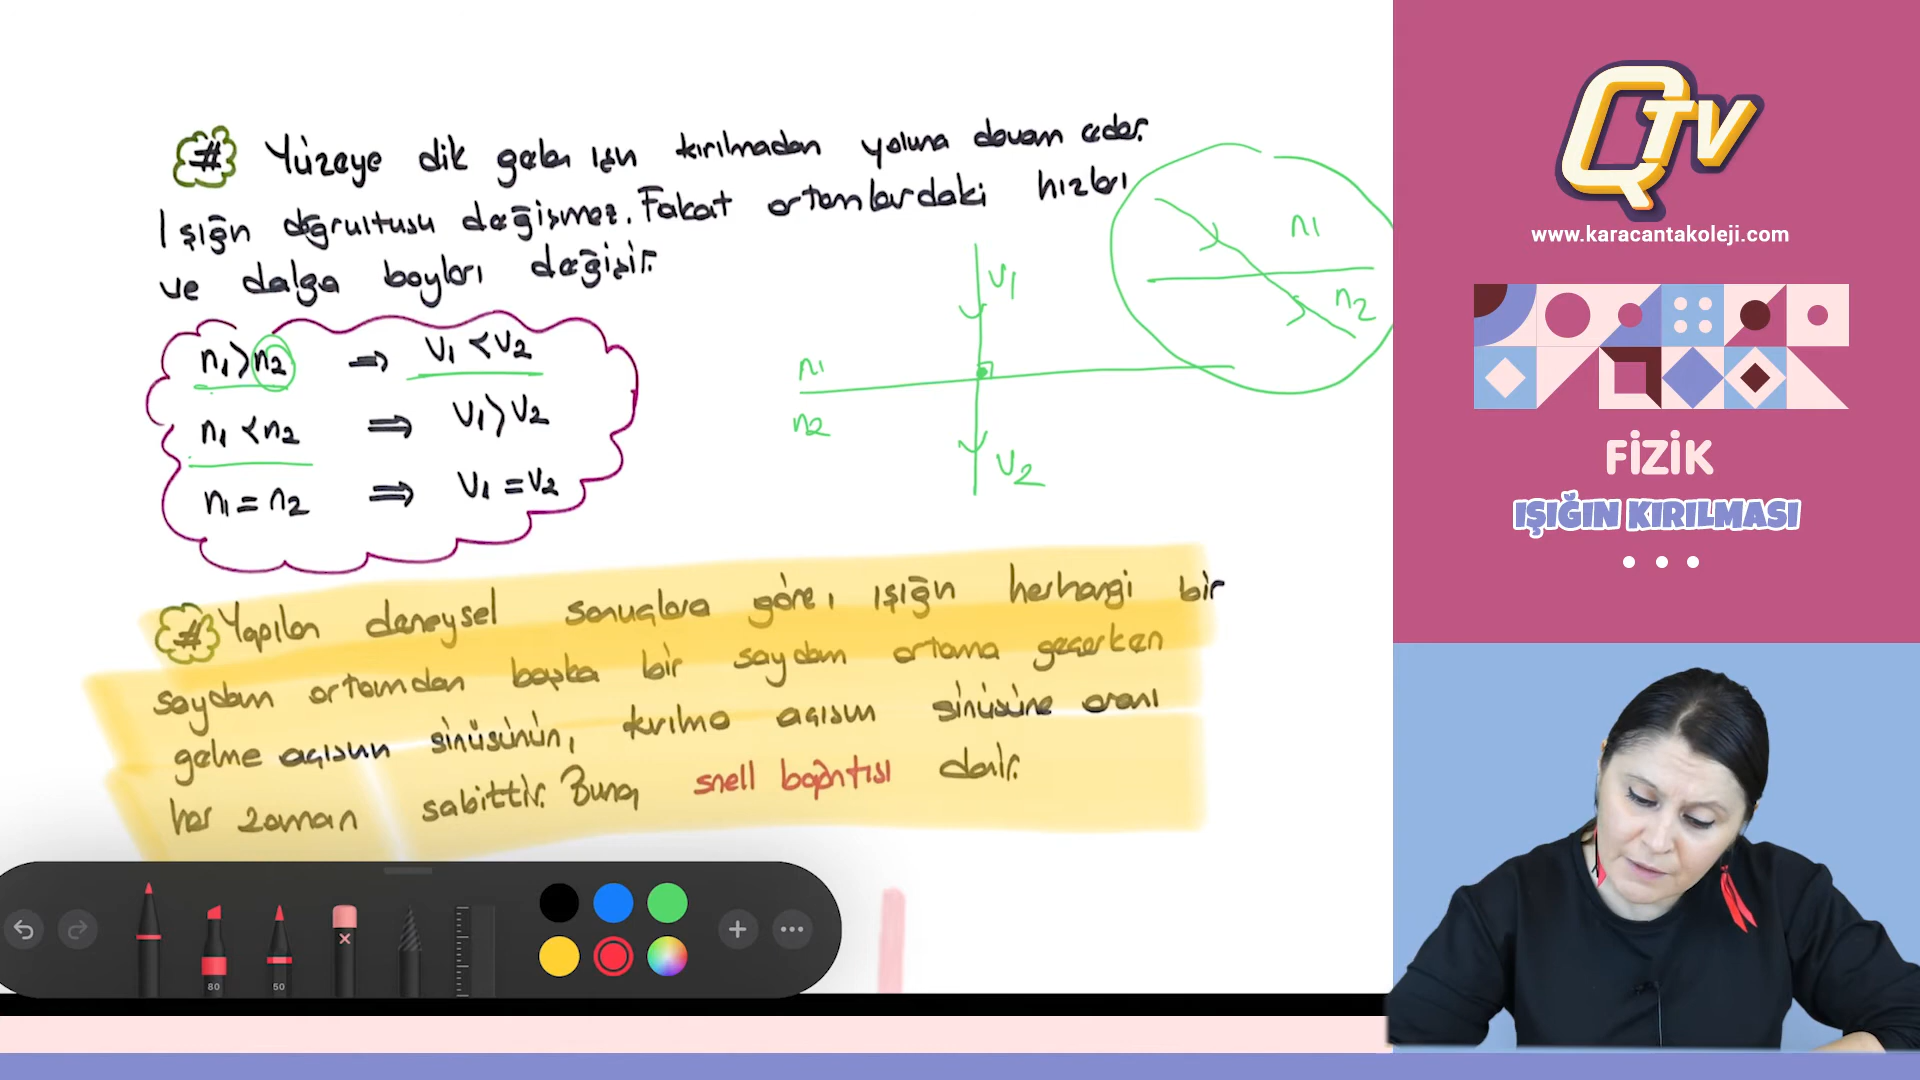 # Yüzeye dik gelen ışın kırılmadan yoluna devam eder.
Işığın doğrultusu değişmez. Fakat ortamlardaki hızları
ve dalga boyları değişir.
n1 > n2 ⇒ v1 < v2
n1 < n2 ⇒ v1 > v2
n1 = n2 ⇒ v1 = v2
v1
n1
n2
v2
n1
n2
# Yapılan deneysel sonuçlara göre, ışığın herhangi bir
saydam ortamdan başka bir saydam ortama geçerken
gelme açısının sinüsünün, kırılma açısının sinüsüne oranı
her zaman sabittir. Buna, snell bağıntısı denir.
80
50
QTV
www.karacantakoleji.com
FİZİK
IŞIĞIN KIRILMASI